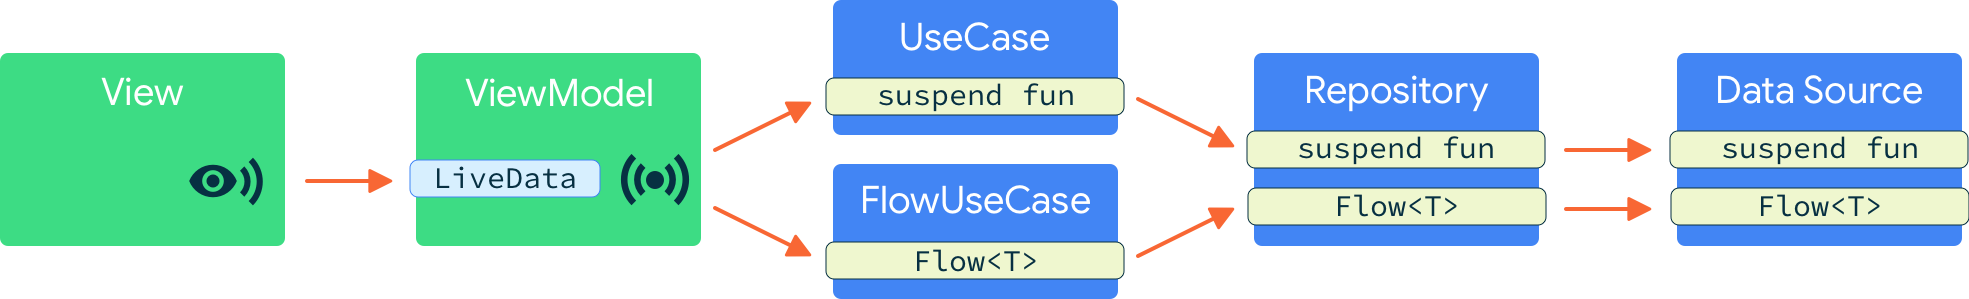 View
ViewModel
LiveData
UseCase
suspend fun
FlowUseCase
Flow<T>
Repository
suspend fun
Flow<T>
Data Source
suspend fun
Flow<T>